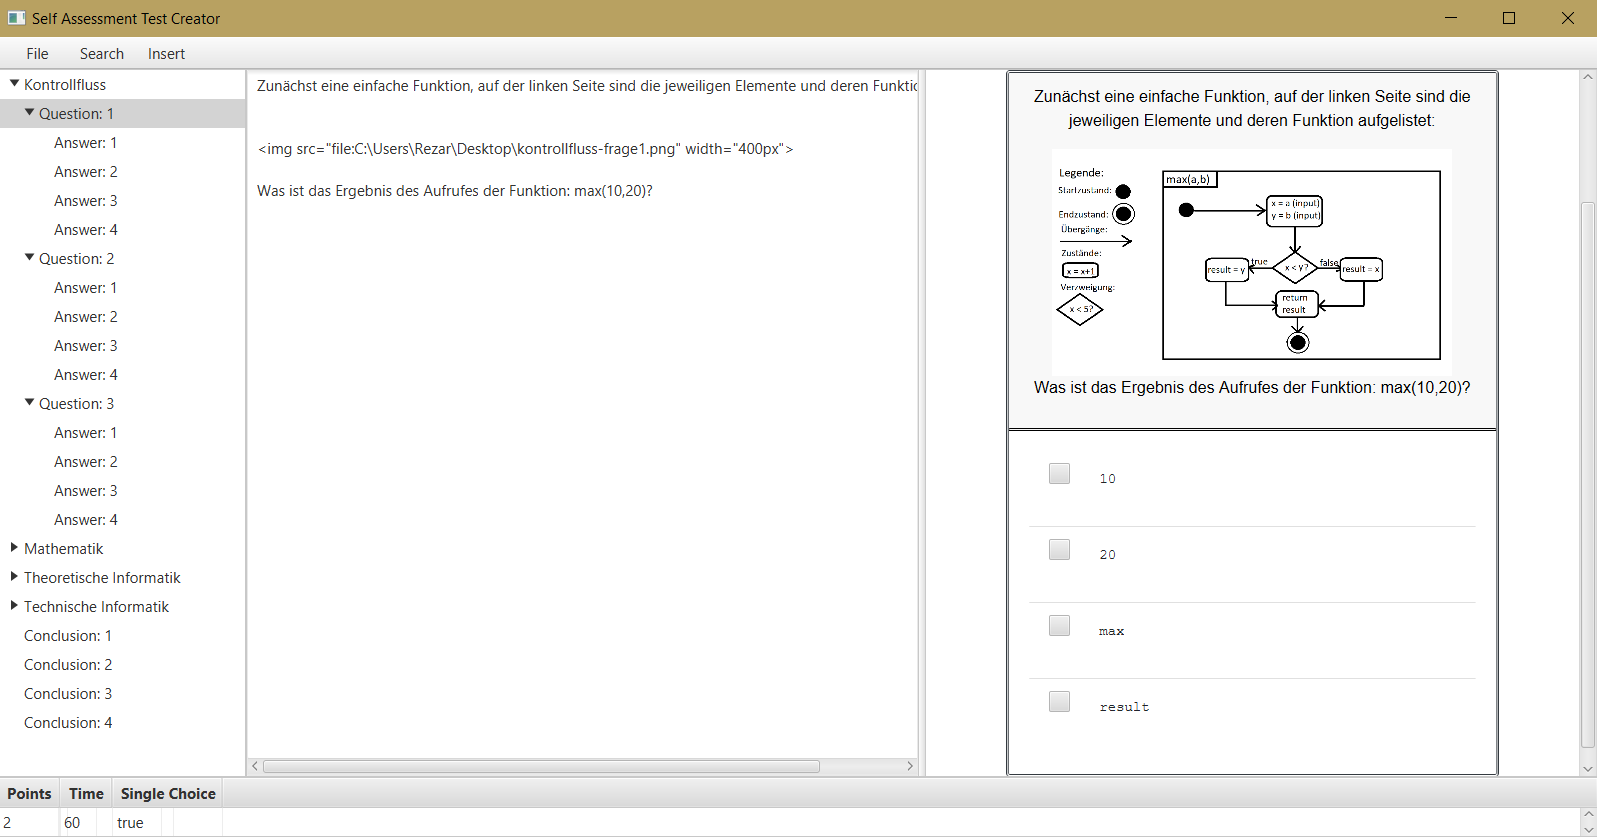 Self Assessment Test Creator
File Search Insert
Kontrollfluss
Question: 1
Answer: 1
Answer: 2
Answer: 3
Answer: 4
Question: 2
Answer: 1
Answer: 2
Answer: 3
Answer: 4
Question: 3
Answer: 1
Answer: 2
Answer: 3
Answer: 4
Mathematik
Theoretische Informatik
Technische Informatik
Conclusion: 1
Conclusion: 2
Conclusion: 3
Conclusion: 4
Zunächst eine einfache Funktion, auf der linken Seite sind die jeweiligen Elemente und deren Funktic
<img src="file:C:\Users\Rezar\Desktop\kontrollfluss-frage1.png" width="400px">
Was ist das Ergebnis des Aufrufes der Funktion: max(10,20)?
Zunächst eine einfache Funktion, auf der linken Seite sind die
jeweiligen Elemente und deren Funktion aufgelistet:
Legende:
Startzustand:
Endzustand:
Übergänge:
Zustände:
x = x+1
Verzweigung:
x < 5?
max(a,b)
x = a (input)
y = b (input)
result = y
true
x < y?
false
result = x
return
result
Was ist das Ergebnis des Aufrufes der Funktion: max(10,20)?
10
20
max
result
Points Time Single Choice
2 60 true